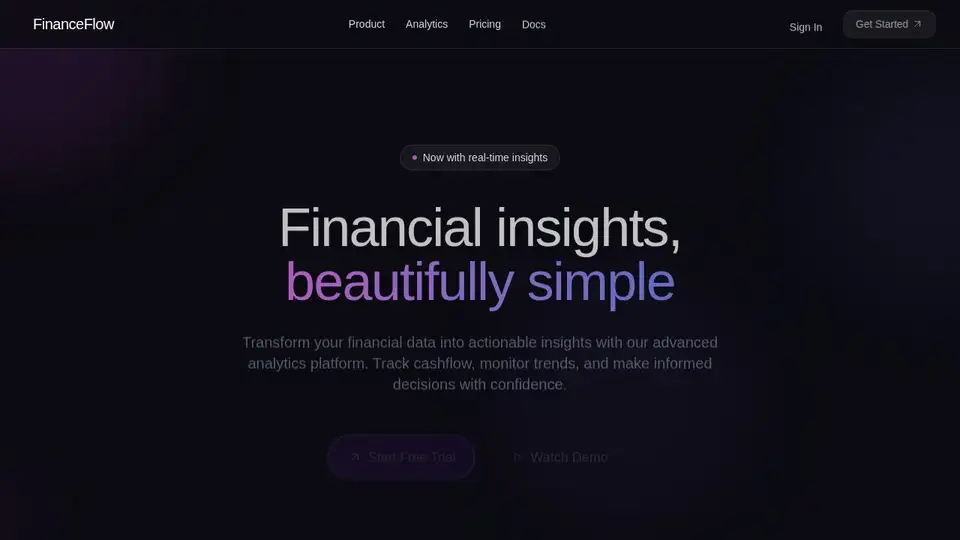 FinanceFlow
Product
Analytics
Pricing
Docs
Sign In
Get Started
Now with real-time insights
Financial insights,
beautifully simple
Transform your financial data into actionable insights with our advanced
analytics platform. Track cashflow, monitor trends, and make informed
decisions with confidence.
Start Free Trial
Watch Demo